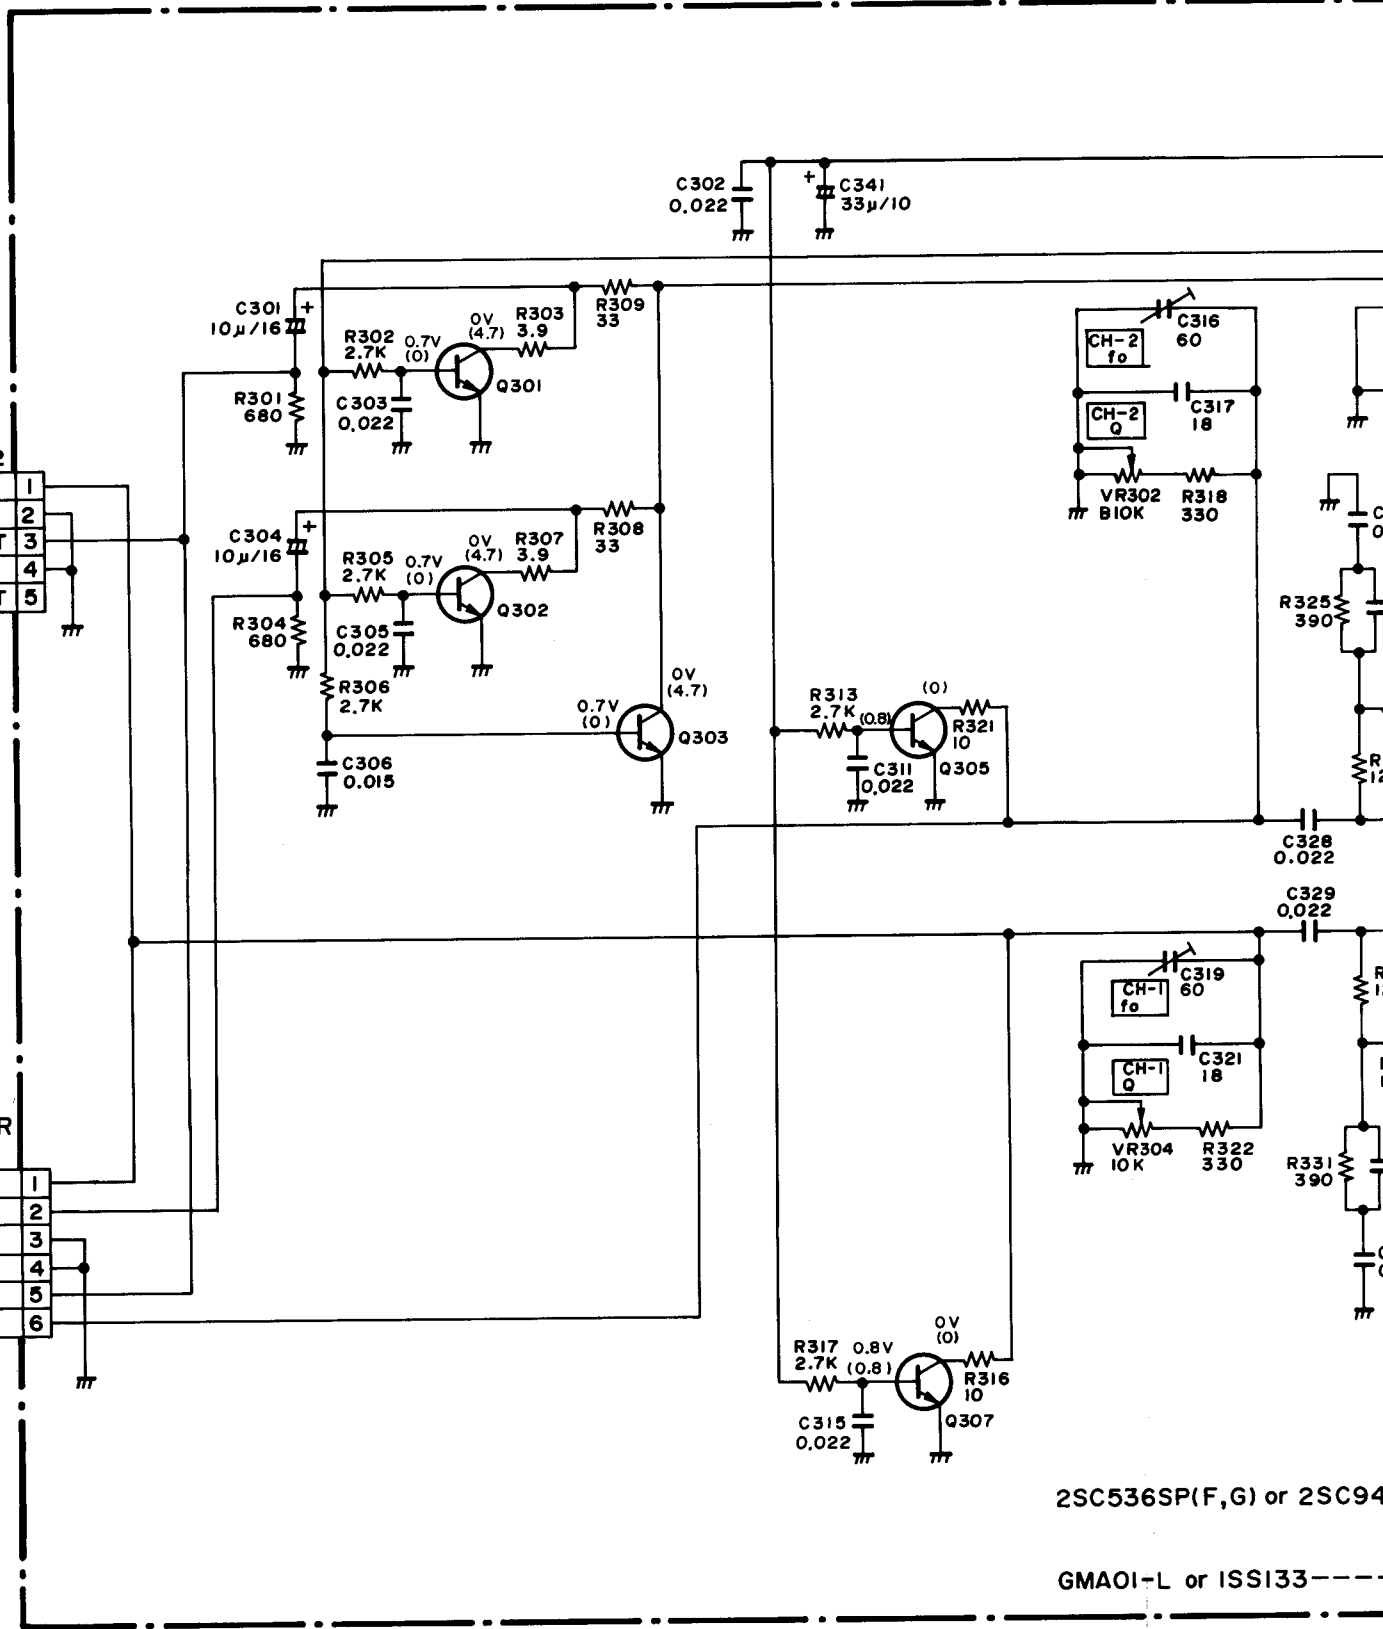 C302
0.022
+
C341
33μ/10
C301
10μ/16
+
R302
2.7K
0.7V
(0)
0V
(4.7)
R303
3.9
R309
33
Q301
R301
680
C303
0.022
C316
60
CH-2
fo
C317
18
CH-2
Q
VR302
B10K
R318
330
1
2
3
4
5
C304
10μ/16
+
R305
2.7K
0.7V
(0)
0V
(4.7)
R307
3.9
R308
33
Q302
R304
680
C305
0.022
R306
2.7K
0.7V
(0)
0V
(4.7)
Q303
C306
0.015
R313
2.7K
(0.8)
(0)
R321
10
C311
0.022
Q305
R325
390
C328
0.022
C329
0.022
C319
60
CH-1
fo
C321
18
CH-1
Q
VR304
10K
R322
330
R331
390
R
1
2
3
4
5
6
R317
2.7K
0.8V
(0.8)
0V
(0)
R316
10
C315
0.022
Q307
2SC536SP(F,G) or 2SC94
GMA01-L or 1SS133----